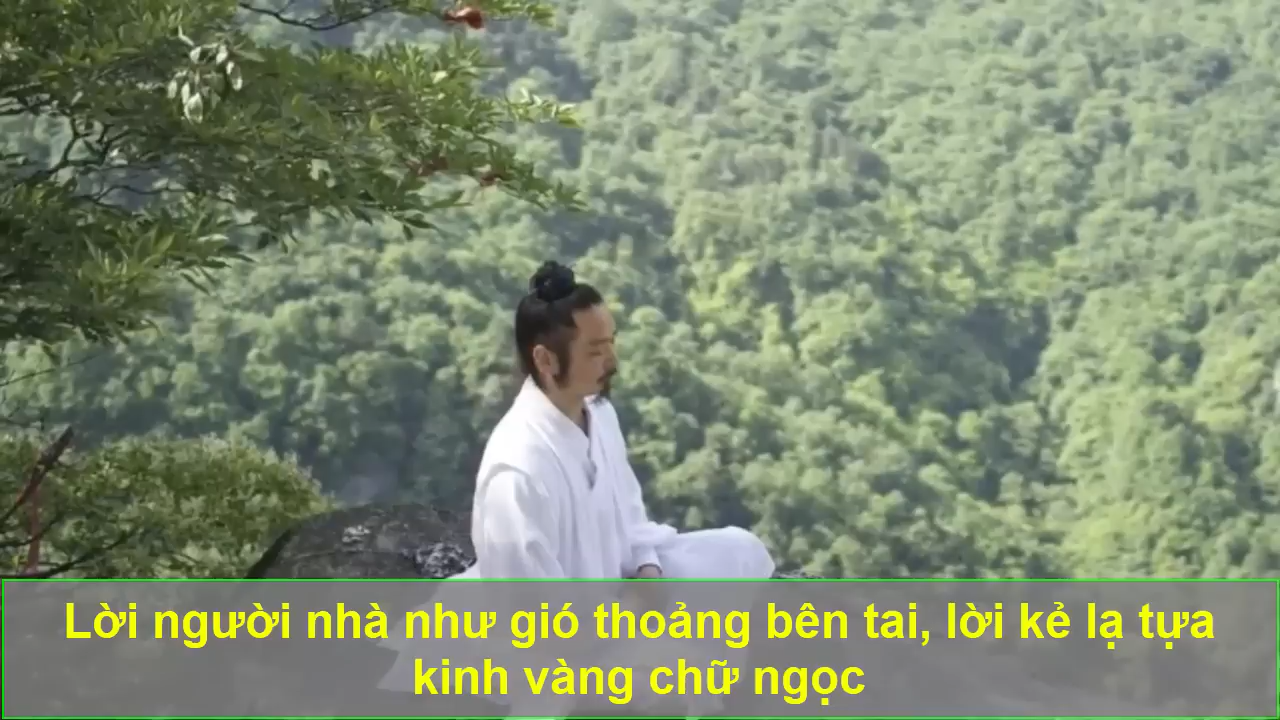 Lời người nhà như gió thoảng bên tai, lời kẻ lạ tựa
kinh vàng chữ ngọc